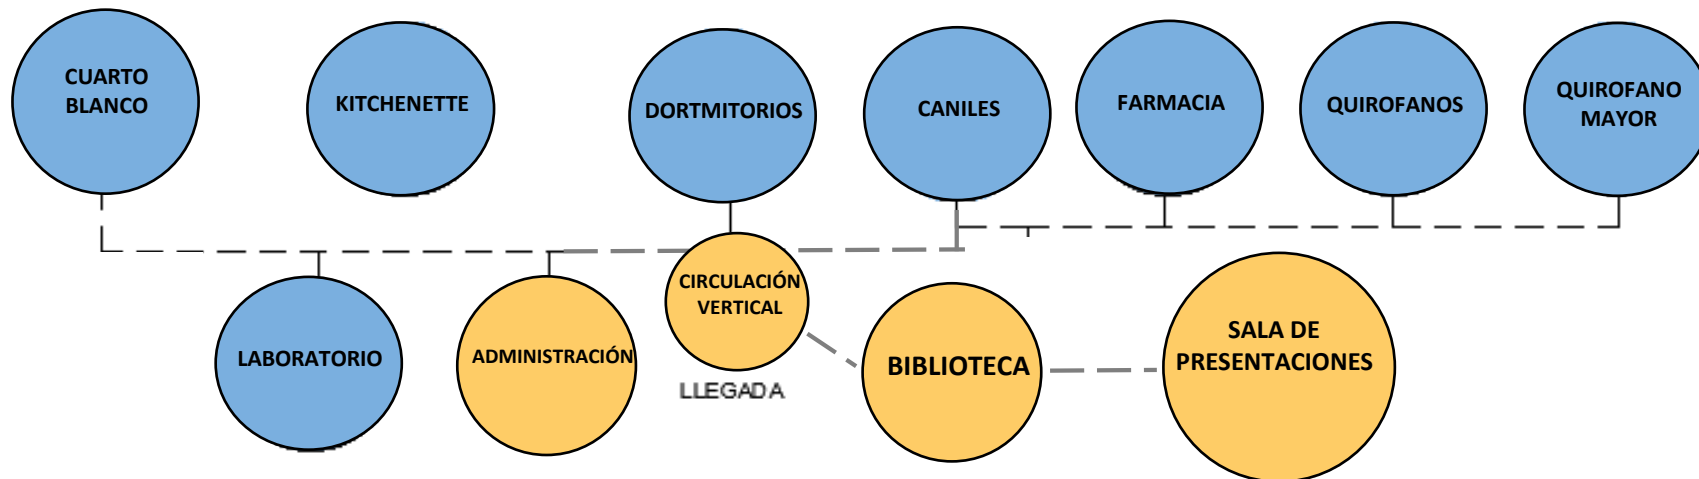 CUARTO
BLANCO
KITCHENETTE
DORTMITORIOS
CANILES
FARMACIA
QUIROFANOS
QUIROFANO
MAYOR
LABORATORIO
ADMINISTRACIÓN
CIRCULACIÓN
VERTICAL
LLEGADA
BIBLIOTECA
SALA DE
PRESENTACIONES